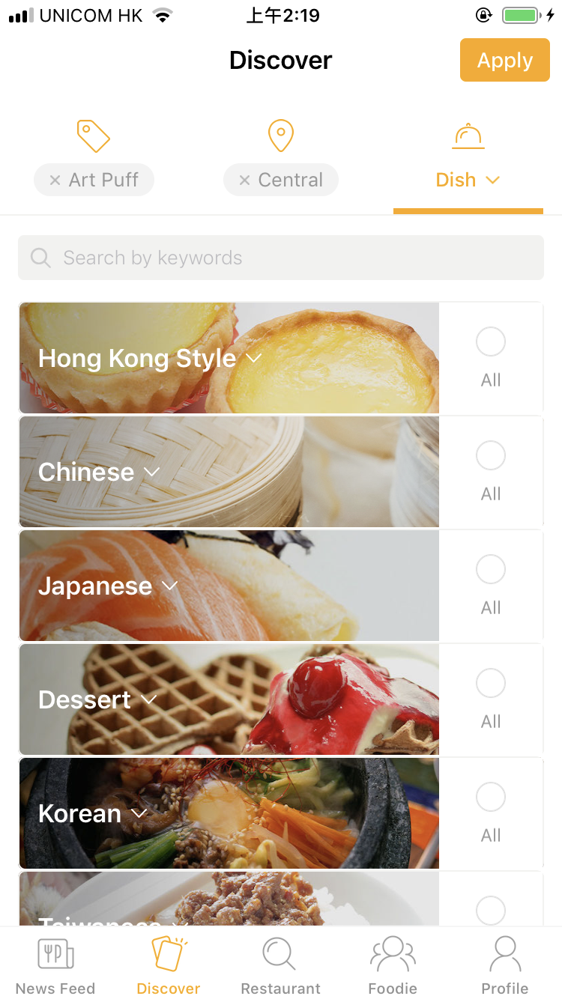 UNICOM HK 上午2:19
Discover
Apply
Art Puff
Central
Dish
Search by keywords
Hong Kong Style
All
Chinese
All
Japanese
All
Dessert
All
Korean
All
Taiwanese
News Feed
Discover
Restaurant
Foodie
Profile